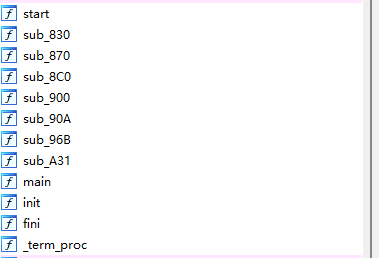 start
sub_830
sub_870
sub_8C0
sub_900
sub_90A
sub_96B
sub_A31
main
init
fini
_term_proc